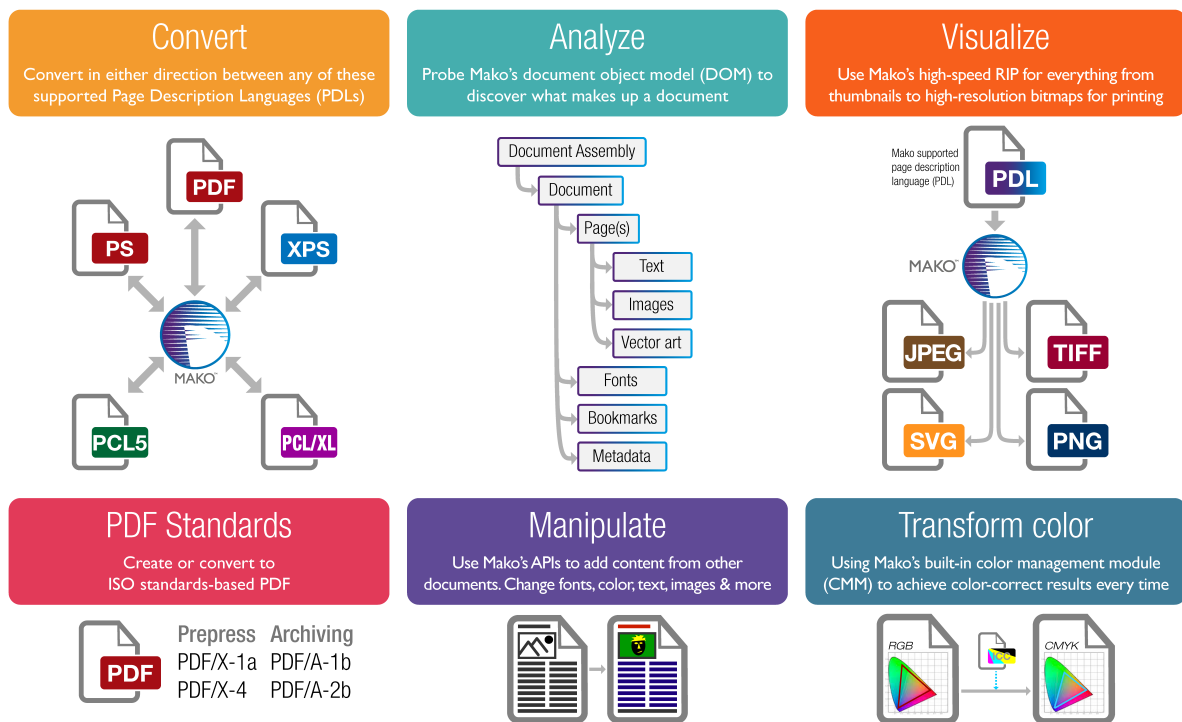 Convert
Convert in either direction between any of these
supported Page Description Languages (PDLs)
PDF
PS
XPS
MAKO™
PCL5
PCL/XL
Analyze
Probe Mako's document object model (DOM) to
discover what makes up a document
Document Assembly
Document
Page(s)
Text
Images
Vector art
Fonts
Bookmarks
Metadata
Visualize
Use Mako's high-speed RIP for everything from
thumbnails to high-resolution bitmaps for printing
Mako supported
page description
language (PDL)
PDL
MAKO™
JPEG
TIFF
SVG
PNG
PDF Standards
Create or convert to
ISO standards-based PDF
PDF
Prepress Archiving
PDF/X-1a PDF/A-1b
PDF/X-4 PDF/A-2b
Manipulate
Use Mako's APIs to add content from other
documents. Change fonts, color, text, images & more
Transform color
Using Mako's built-in color management module
(CMM) to achieve color-correct results every time
RGB
CMYK